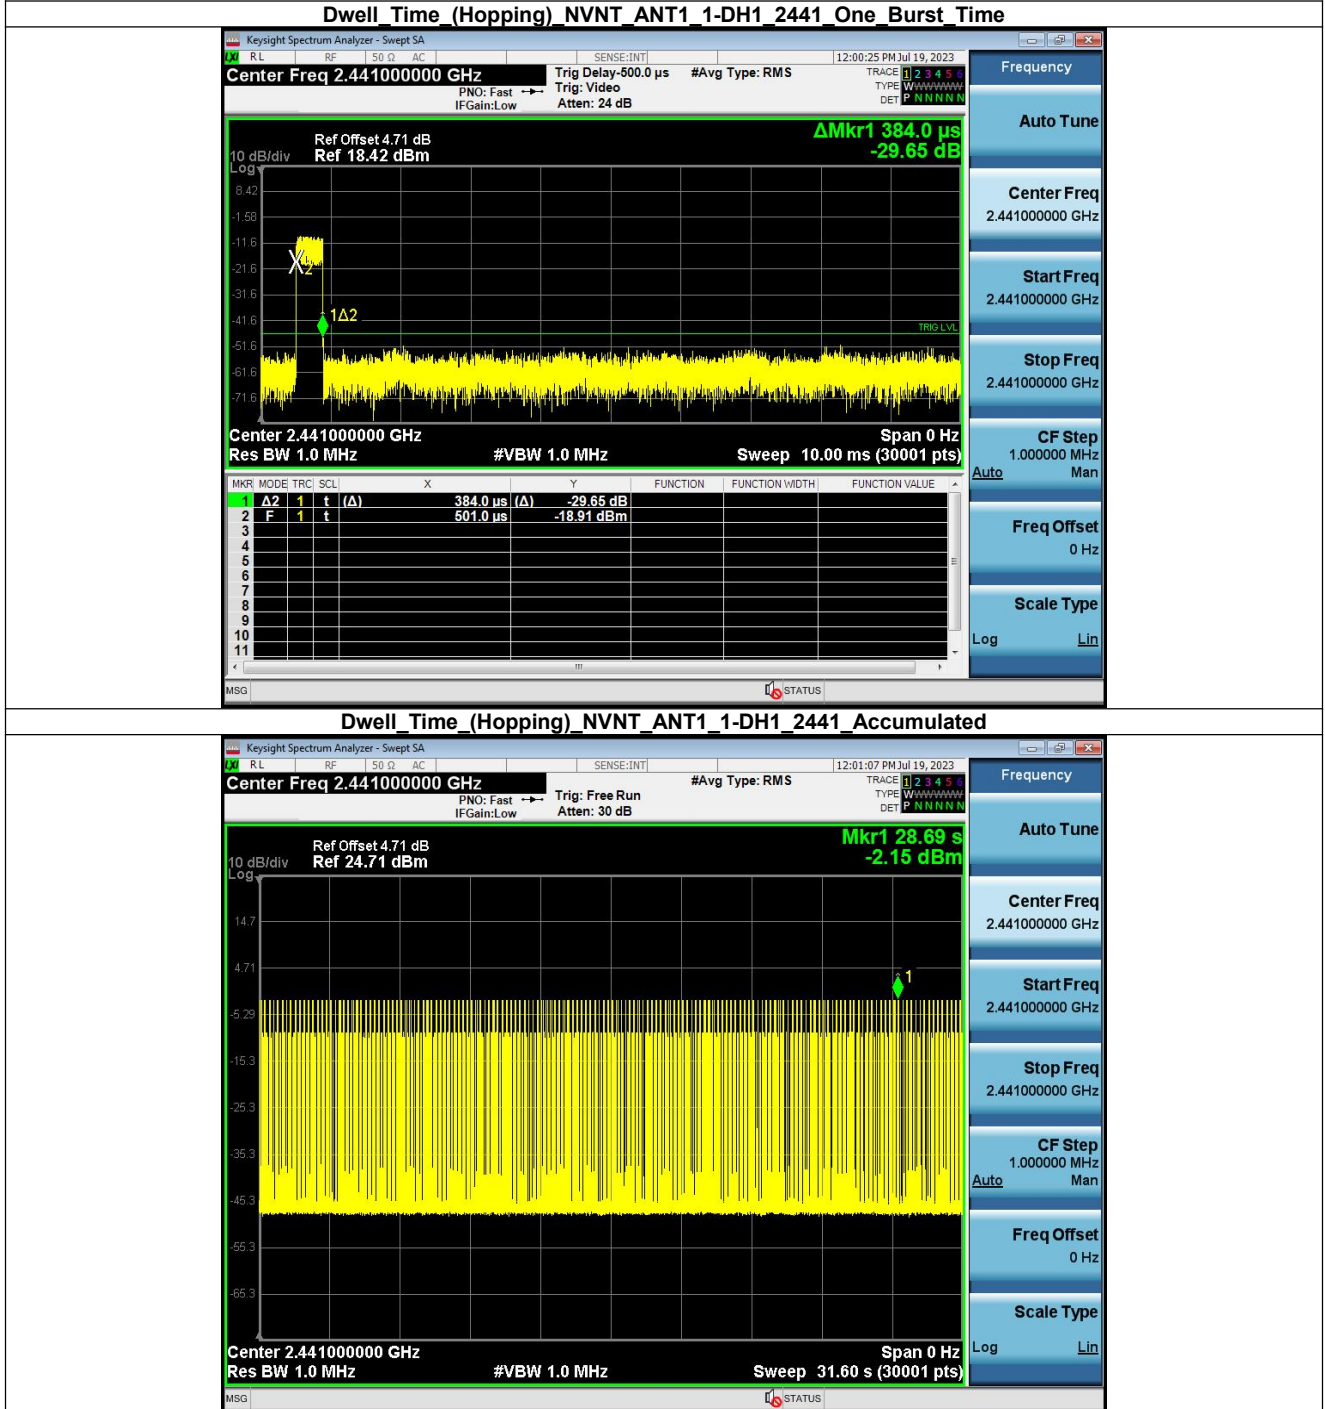 Dwell_Time_(Hopping)_NVNT_ANT1_1-DH1_2441_One_Burst_Time
Keysight Spectrum Analyzer - Swept SA
LXI RL RF 50 Ω AC SENSE:INT 12:00:25 PM Jul 19, 2023
Center Freq 2.441000000 GHz
PNO: Fast
IFGain:Low
Trig Delay-500.0 µs
Trig: Video
Atten: 24 dB
#Avg Type: RMS
TRACE 1 2 3 4 5 6
TYPE WWWWWW
DET P NNNNN
Frequency
ΔMkr1 384.0 µs
-29.65 dB
Ref Offset 4.71 dB
10 dB/div Ref 18.42 dBm
Log
8.42
-1.58
-11.6
-21.6
-31.6
-41.6
-51.6
-61.6
-71.6
X2
1Δ2
TRIG LVL
Center 2.441000000 GHz Span 0 Hz
Res BW 1.0 MHz #VBW 1.0 MHz Sweep 10.00 ms (30001 pts)
MKR MODE TRC SCL X Y FUNCTION FUNCTION WIDTH FUNCTION VALUE
1 Δ2 1 t (Δ) 384.0 µs (Δ) -29.65 dB
2 F 1 t 501.0 µs -18.91 dBm
3
4
5
6
7
8
9
10
11
MSG STATUS
Auto Tune
Center Freq
2.441000000 GHz
Start Freq
2.441000000 GHz
Stop Freq
2.441000000 GHz
CF Step
1.000000 MHz
Auto Man
Freq Offset
0 Hz
Scale Type
Log Lin
Dwell_Time_(Hopping)_NVNT_ANT1_1-DH1_2441_Accumulated
Keysight Spectrum Analyzer - Swept SA
LXI RL RF 50 Ω AC SENSE:INT 12:01:07 PM Jul 19, 2023
Center Freq 2.441000000 GHz
PNO: Fast
IFGain:Low
Trig: Free Run
Atten: 30 dB
#Avg Type: RMS
TRACE 1 2 3 4 5 6
TYPE WWWWWW
DET P NNNNN
Frequency
Mkr1 28.69 s
-2.15 dBm
Ref Offset 4.71 dB
10 dB/div Ref 24.71 dBm
Log
14.7
4.71
-5.29
-15.3
-25.3
-35.3
-45.3
-55.3
-65.3
1
Center 2.441000000 GHz Span 0 Hz
Res BW 1.0 MHz #VBW 1.0 MHz Sweep 31.60 s (30001 pts)
MSG STATUS
Auto Tune
Center Freq
2.441000000 GHz
Start Freq
2.441000000 GHz
Stop Freq
2.441000000 GHz
CF Step
1.000000 MHz
Auto Man
Freq Offset
0 Hz
Scale Type
Log Lin